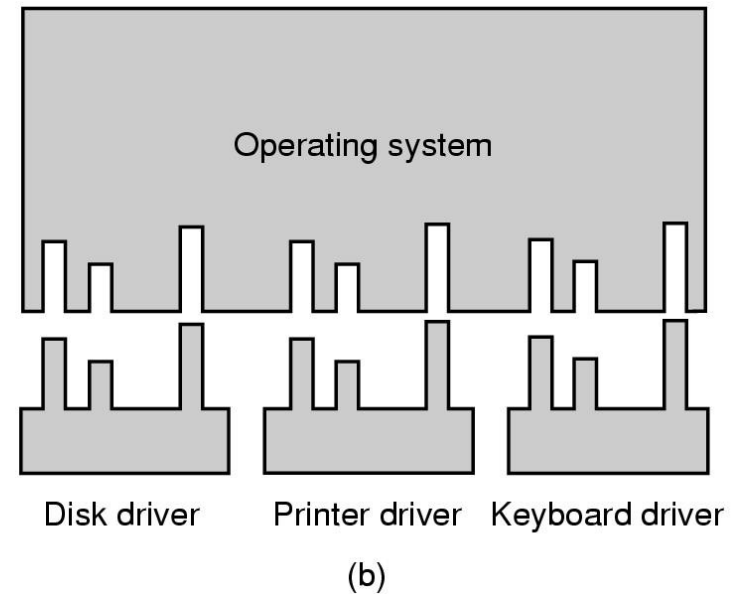 Operating system
Disk driver
Printer driver
Keyboard driver
(b)